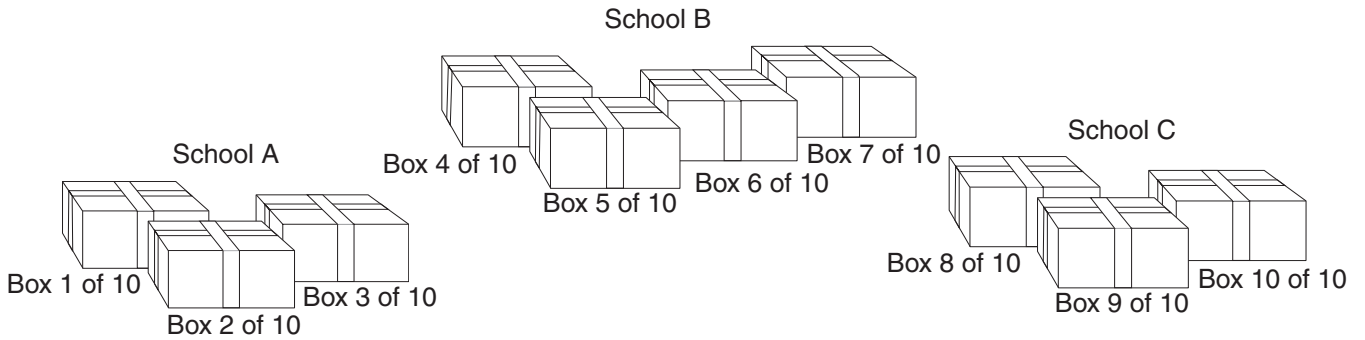 School A
Box 1 of 10
Box 2 of 10
Box 3 of 10
School B
Box 4 of 10
Box 5 of 10
Box 6 of 10
Box 7 of 10
School C
Box 8 of 10
Box 9 of 10
Box 10 of 10